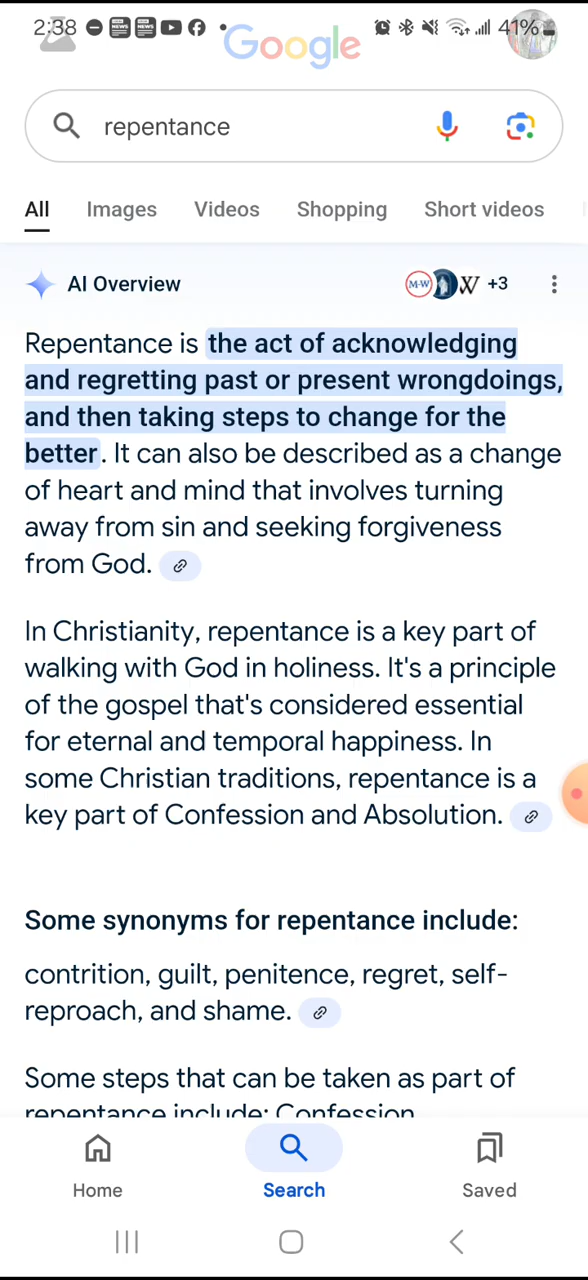 2:38
NEWS
NEWS
41%
Google
repentance
All Images Videos Shopping Short videos
AI Overview
M-W W +3
Repentance is the act of acknowledging
and regretting past or present wrongdoings,
and then taking steps to change for the
better. It can also be described as a change
of heart and mind that involves turning
away from sin and seeking forgiveness
from God.
In Christianity, repentance is a key part of
walking with God in holiness. It's a principle
of the gospel that's considered essential
for eternal and temporal happiness. In
some Christian traditions, repentance is a
key part of Confession and Absolution.
Some synonyms for repentance include:
contrition, guilt, penitence, regret, self-
reproach, and shame.
Some steps that can be taken as part of
repentance include: Confession
Home Search Saved